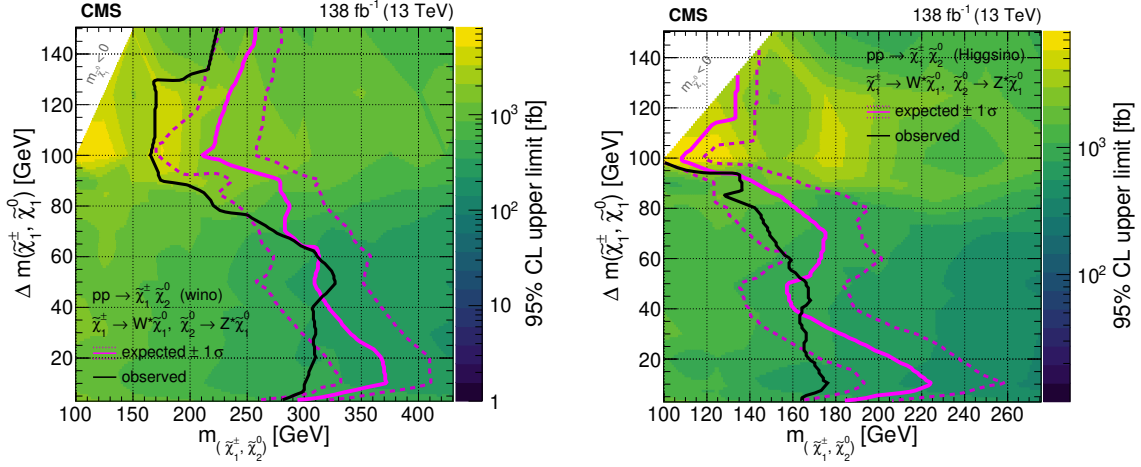 CMS 138 fb⁻¹ (13 TeV)
m_χ̃₁⁰ < 0
Δ m(χ̃₁^±, χ̃₁⁰) [GeV]
140
120
100
80
60
40
20
pp → χ̃₁^± χ̃₂⁰ (wino)
χ̃₁^± → W*χ̃₁⁰, χ̃₂⁰ → Z*χ̃₁⁰
expected ± 1 σ
observed
100 150 200 250 300 350 400
m_(χ̃₁^±, χ̃₂⁰) [GeV]
10³
10²
10
1
95% CL upper limit [fb]
CMS 138 fb⁻¹ (13 TeV)
m_χ̃₁⁰ < 0
pp → χ̃₁^± χ̃₂⁰ (Higgsino)
χ̃₁^± → W*χ̃₁⁰, χ̃₂⁰ → Z*χ̃₁⁰
expected ± 1 σ
observed
Δ m(χ̃₁^±, χ̃₁⁰) [GeV]
140
120
100
80
60
40
20
100 120 140 160 180 200 220 240 260
m_(χ̃₁^±, χ̃₂⁰) [GeV]
10³
10²
95% CL upper limit [fb]